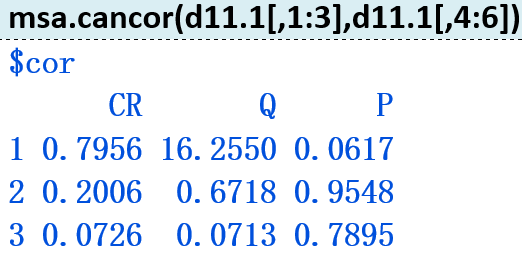 msa.cancor(d11.1[,1:3],d11.1[,4:6])
$cor
CR Q P
1 0.7956 16.2550 0.0617
2 0.2006 0.6718 0.9548
3 0.0726 0.0713 0.7895